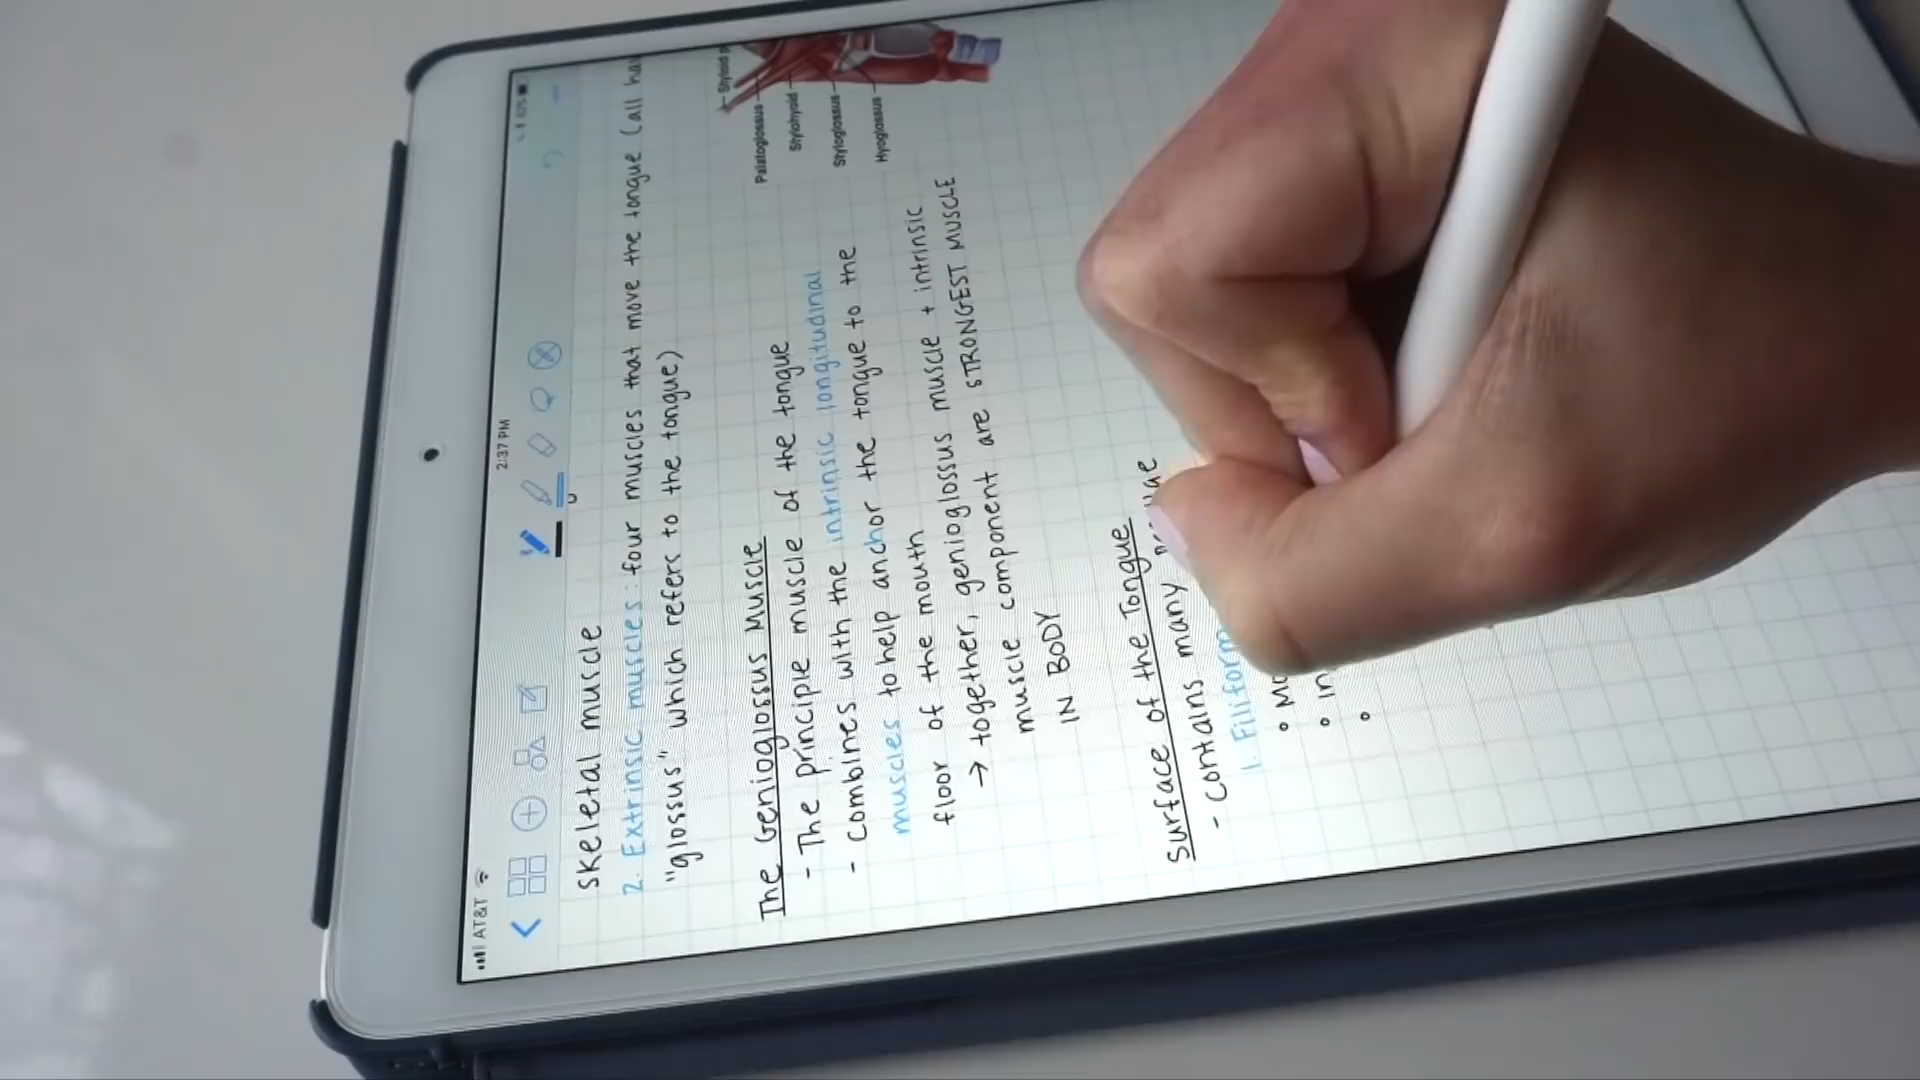 AT&T
2:37 PM
62%
skeletal muscle
2. Extrinsic muscles: four muscles that move the tongue (all
"glossus" which refers to the tongue)
Palatoglossus
Stylohyoid
Styloglossus
Hyoglossus
The Genioglossus Muscle
- The principle muscle of the tongue
- combines with the intrinsic longitudinal
muscles to help anchor the tongue to the
floor of the mouth
→ together, genioglossus muscle + intrinsic
muscle component are STRONGEST MUSCLE
IN BODY
Surface of the Tongue
- contains many
1. Filiform